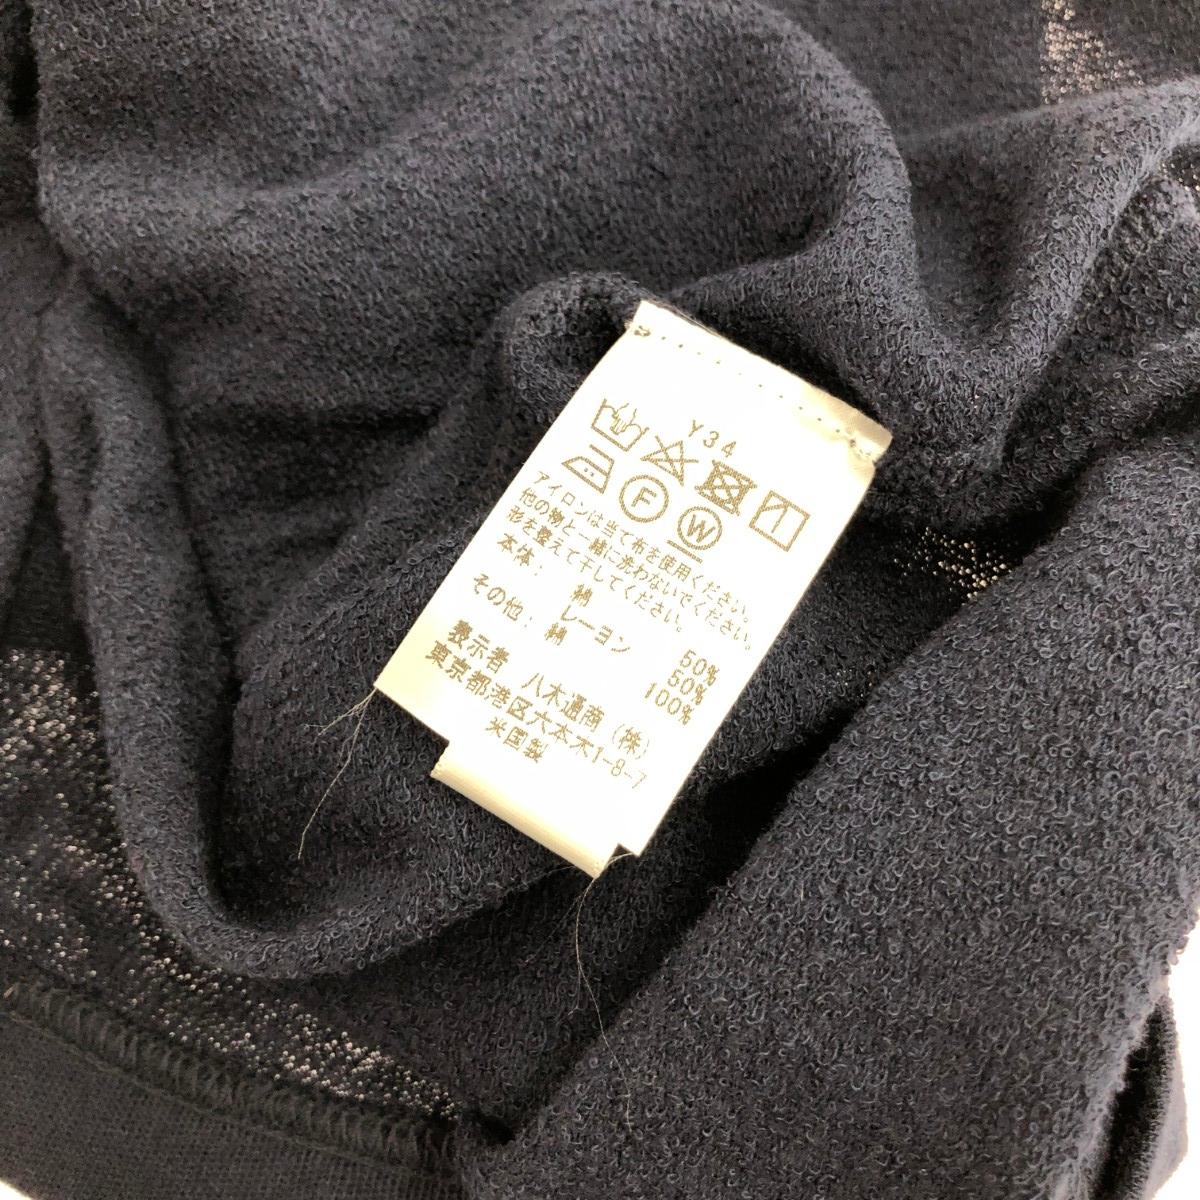 Y34
F
W
アイロンは当て布を使用ください。
他の物と一緒に洗わないでください。
形を整えて干してください。
本体： 綿 50%
レーヨン 50%
その他： 綿 100%
表示者 八木通商（株）
東京都港区六本木1-8-7
米国製